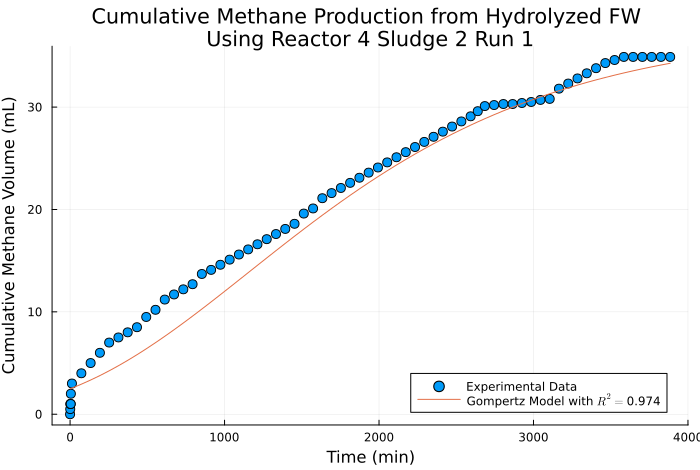 Cumulative Methane Production from Hydrolyzed FW
Using Reactor 4 Sludge 2 Run 1
Cumulative Methane Volume (mL)
30
20
10
0
0 1000 2000 3000 4000
Time (min)
Experimental Data
Gompertz Model with R² = 0.974